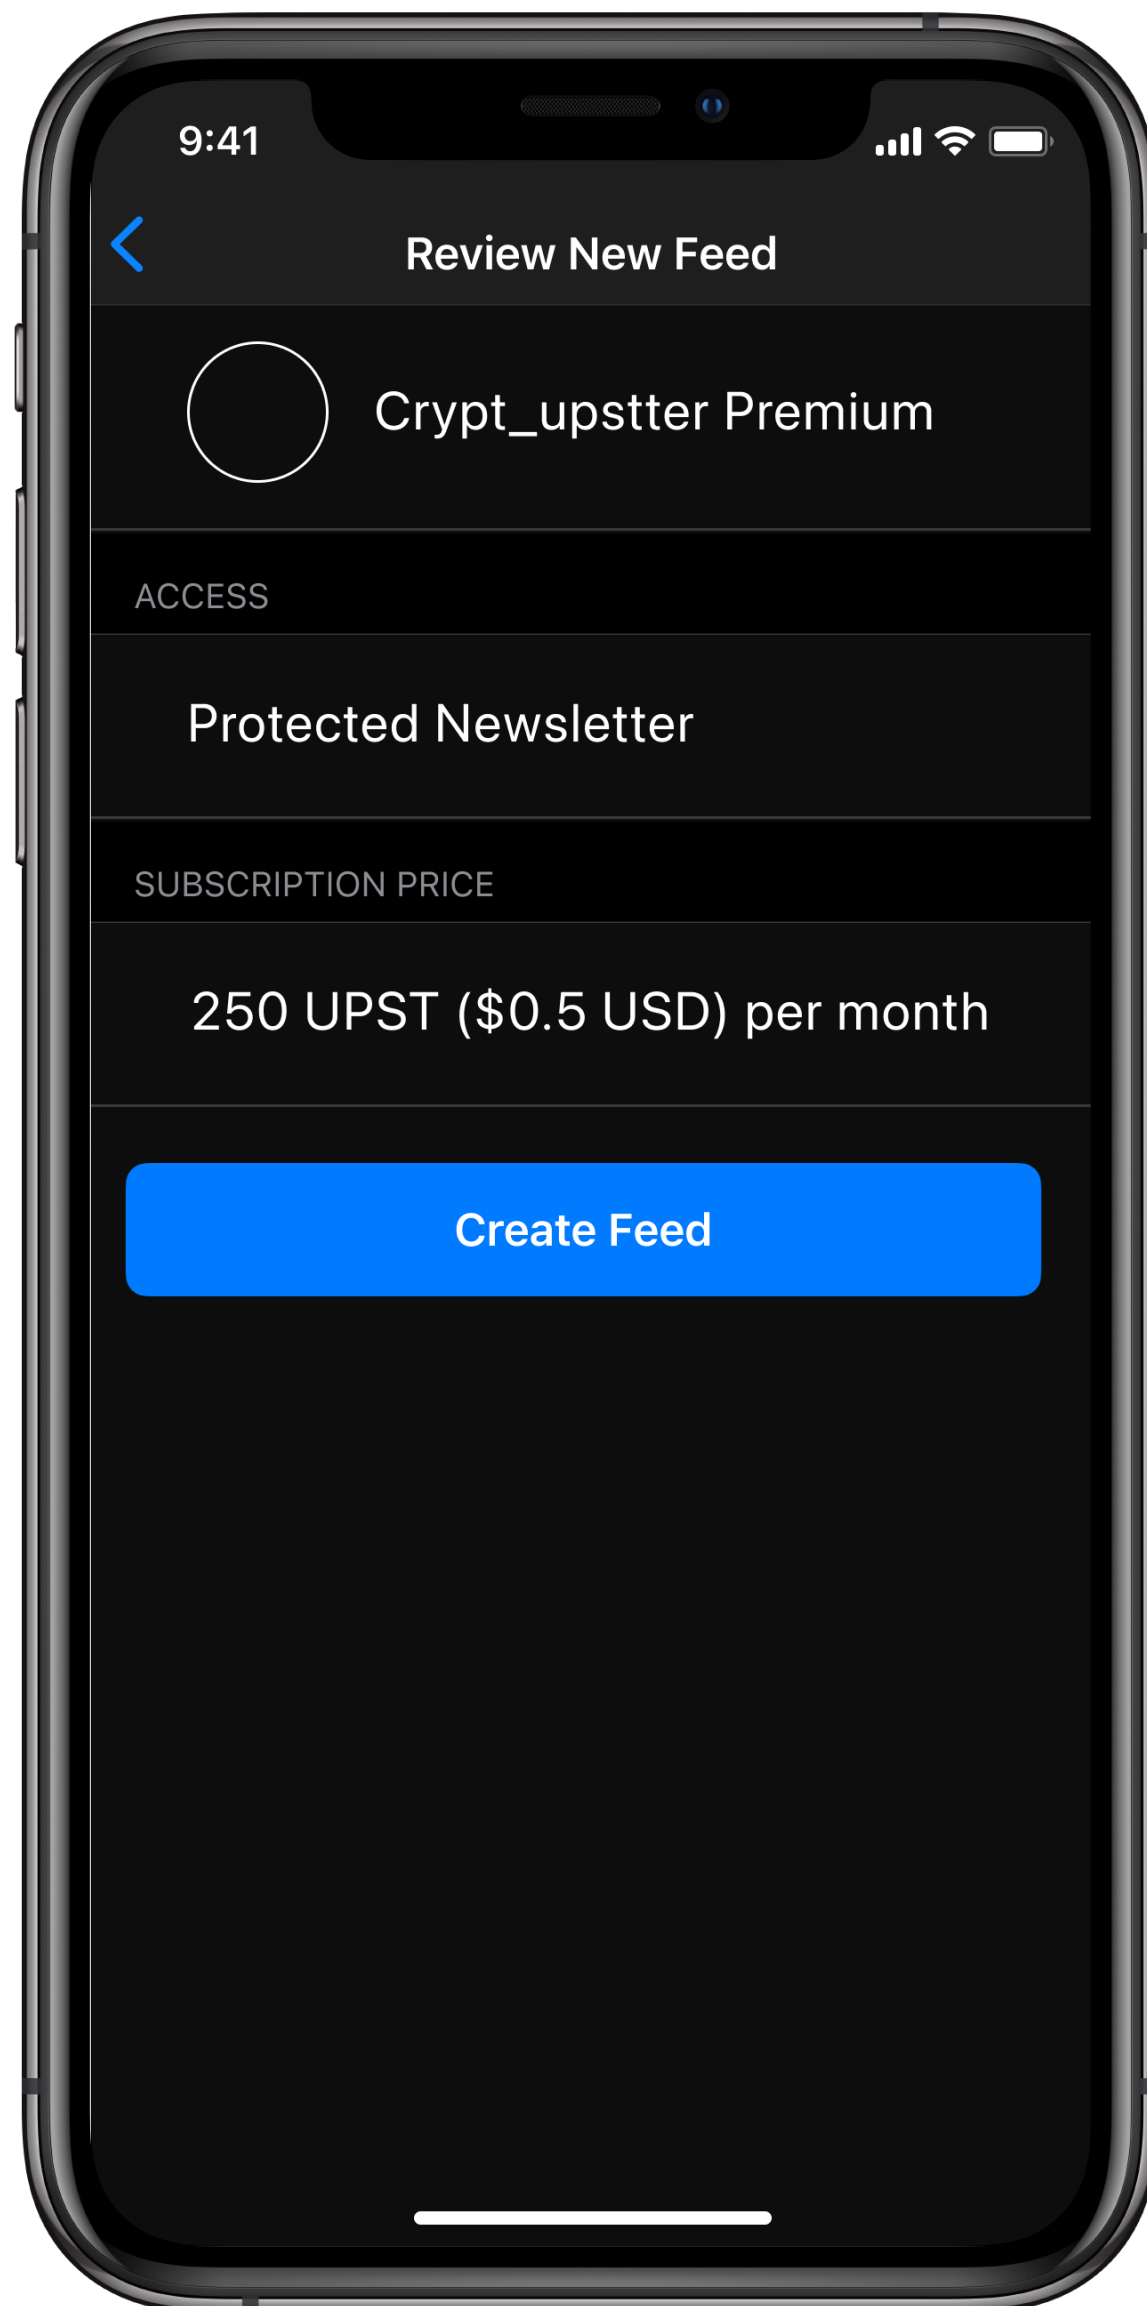 9:41
Review New Feed
Crypt_upstter Premium
ACCESS
Protected Newsletter
SUBSCRIPTION PRICE
250 UPST ($0.5 USD) per month
Create Feed